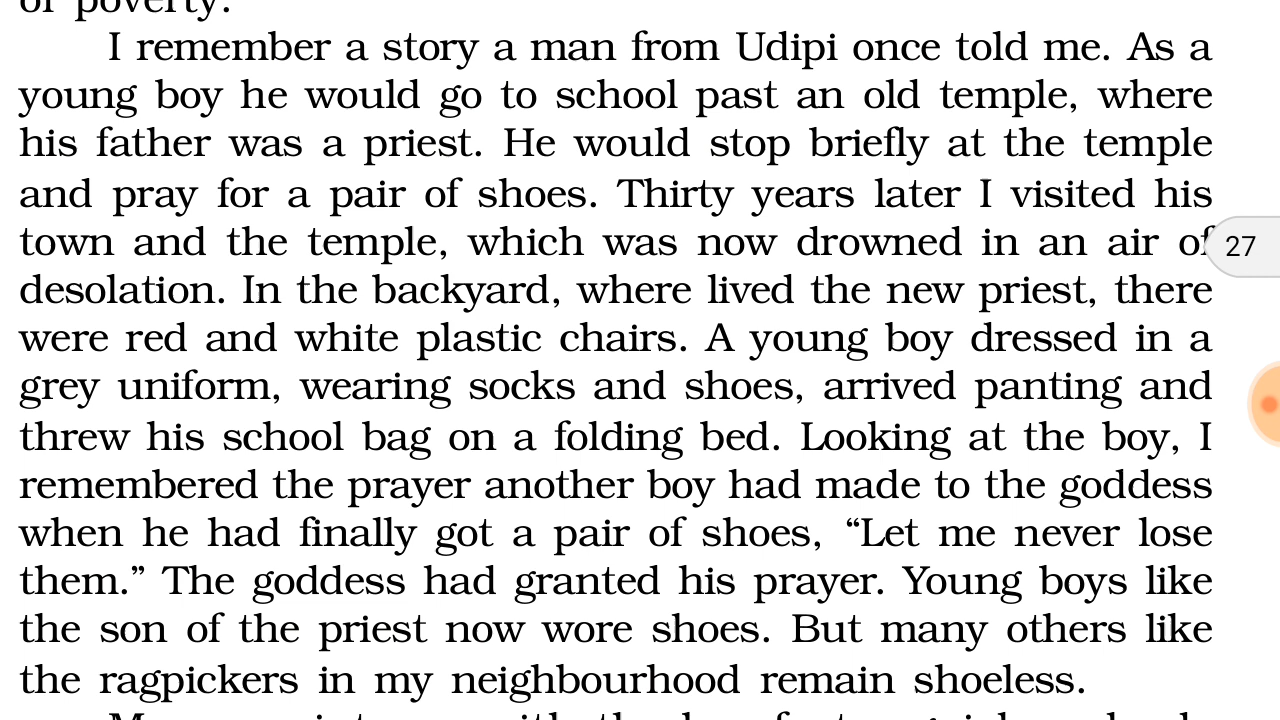 or poverty.
I remember a story a man from Udipi once told me. As a
young boy he would go to school past an old temple, where
his father was a priest. He would stop briefly at the temple
and pray for a pair of shoes. Thirty years later I visited his
town and the temple, which was now drowned in an air of
27
desolation. In the backyard, where lived the new priest, there
were red and white plastic chairs. A young boy dressed in a
grey uniform, wearing socks and shoes, arrived panting and
threw his school bag on a folding bed. Looking at the boy, I
remembered the prayer another boy had made to the goddess
when he had finally got a pair of shoes, “Let me never lose
them.” The goddess had granted his prayer. Young boys like
the son of the priest now wore shoes. But many others like
the ragpickers in my neighbourhood remain shoeless.